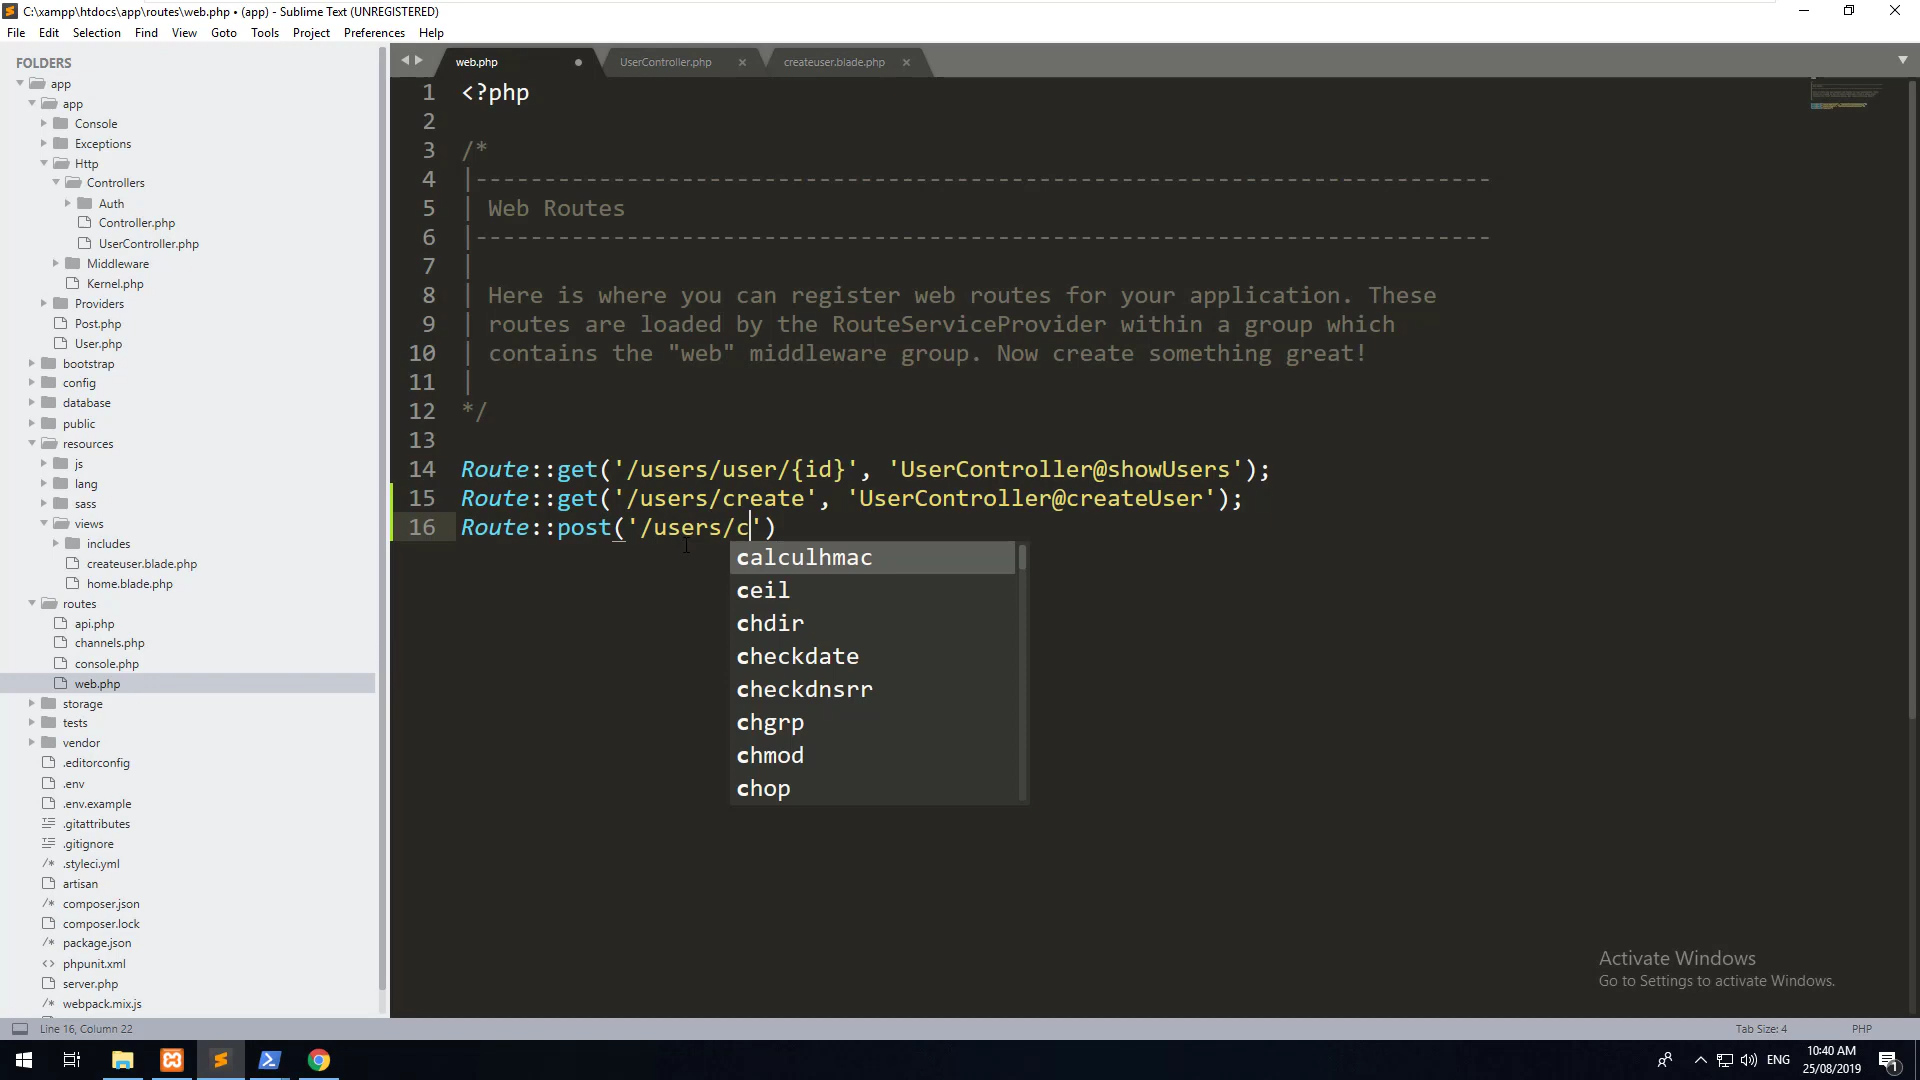 C:\xampp\htdocs\app\routes\web.php • (app) - Sublime Text (UNREGISTERED)
File Edit Selection Find View Goto Tools Project Preferences Help
FOLDERS
app
app
Console
Exceptions
Http
Controllers
Auth
Controller.php
UserController.php
Middleware
Kernel.php
Providers
Post.php
User.php
bootstrap
config
database
public
resources
js
lang
sass
views
includes
createuser.blade.php
home.blade.php
routes
api.php
channels.php
console.php
web.php
storage
tests
vendor
.editorconfig
.env
.env.example
.gitattributes
.gitignore
.styleci.yml
artisan
composer.json
composer.lock
package.json
phpunit.xml
server.php
webpack.mix.js
web.php UserController.php createuser.blade.php
1 <?php
2
3 /*
4 |--------------------------------------------------------------------------
5 | Web Routes
6 |--------------------------------------------------------------------------
7 |
8 | Here is where you can register web routes for your application. These
9 | routes are loaded by the RouteServiceProvider within a group which
10 | contains the "web" middleware group. Now create something great!
11 |
12 */
13
14 Route::get('/users/user/{id}', 'UserController@showUsers');
15 Route::get('/users/create', 'UserController@createUser');
16 Route::post('/users/c')
calculhmac
ceil
chdir
checkdate
checkdnsrr
chgrp
chmod
chop
Activate Windows
Go to Settings to activate Windows.
Line 16, Column 22 Tab Size: 4 PHP
ENG 10:40 AM
25/08/2019
1